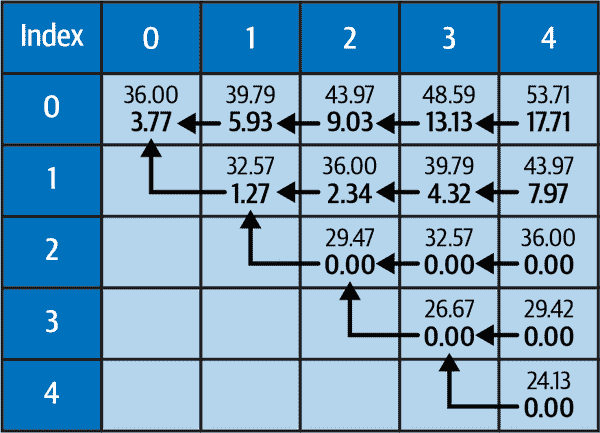 Index 0 1 2 3 4
0 36.00 39.79 43.97 48.59 53.71
3.77 5.93 9.03 13.13 17.71
1 32.57 36.00 39.79 43.97
1.27 2.34 4.32 7.97
2 29.47 32.57 36.00
0.00 0.00 0.00
3 26.67 29.42
0.00 0.00
4 24.13
0.00